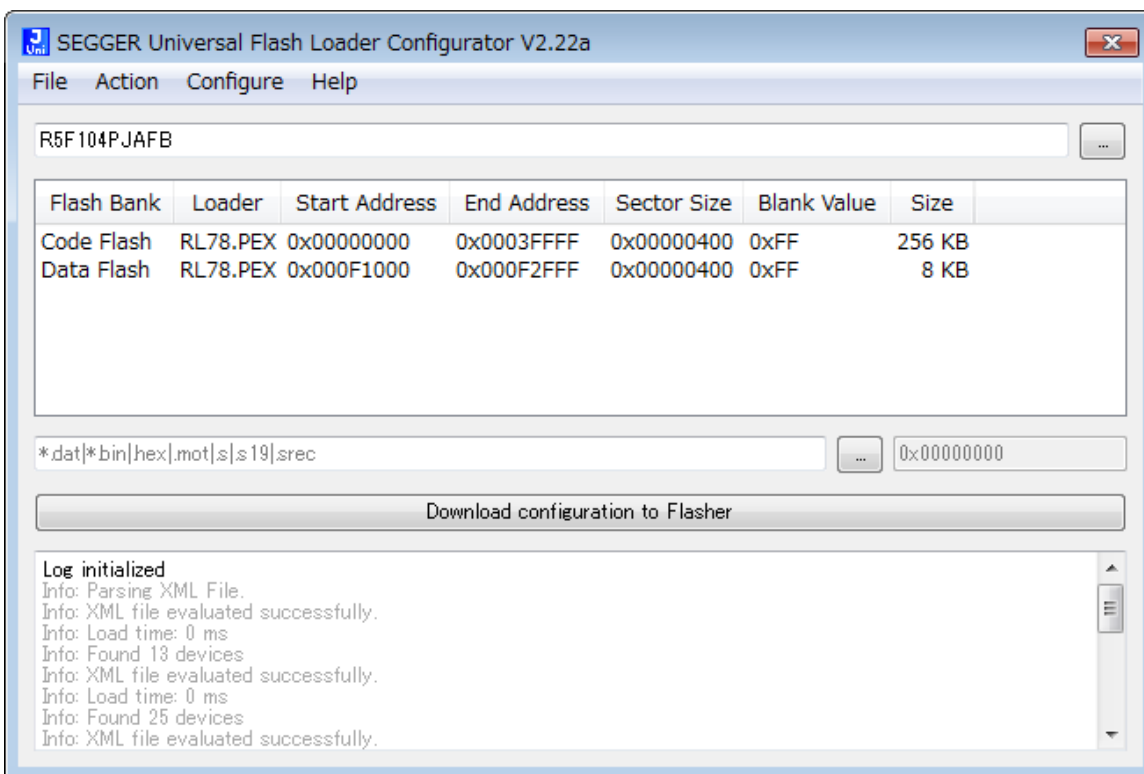 J
Uni SEGGER Universal Flash Loader Configurator V2.22a
File Action Configure Help
R5F104PJAFB ...
Flash Bank Loader Start Address End Address Sector Size Blank Value Size
Code Flash RL78.PEX 0x00000000 0x0003FFFF 0x00000400 0xFF 256 KB
Data Flash RL78.PEX 0x000F1000 0x000F2FFF 0x00000400 0xFF 8 KB
*.dat|*.bin|.hex|.mot|.s|.s19|.srec ... 0x00000000
Download configuration to Flasher
Log initialized
Info: Parsing XML File.
Info: XML file evaluated successfully.
Info: Load time: 0 ms
Info: Found 13 devices
Info: XML file evaluated successfully.
Info: Load time: 0 ms
Info: Found 25 devices
Info: XML file evaluated successfully.